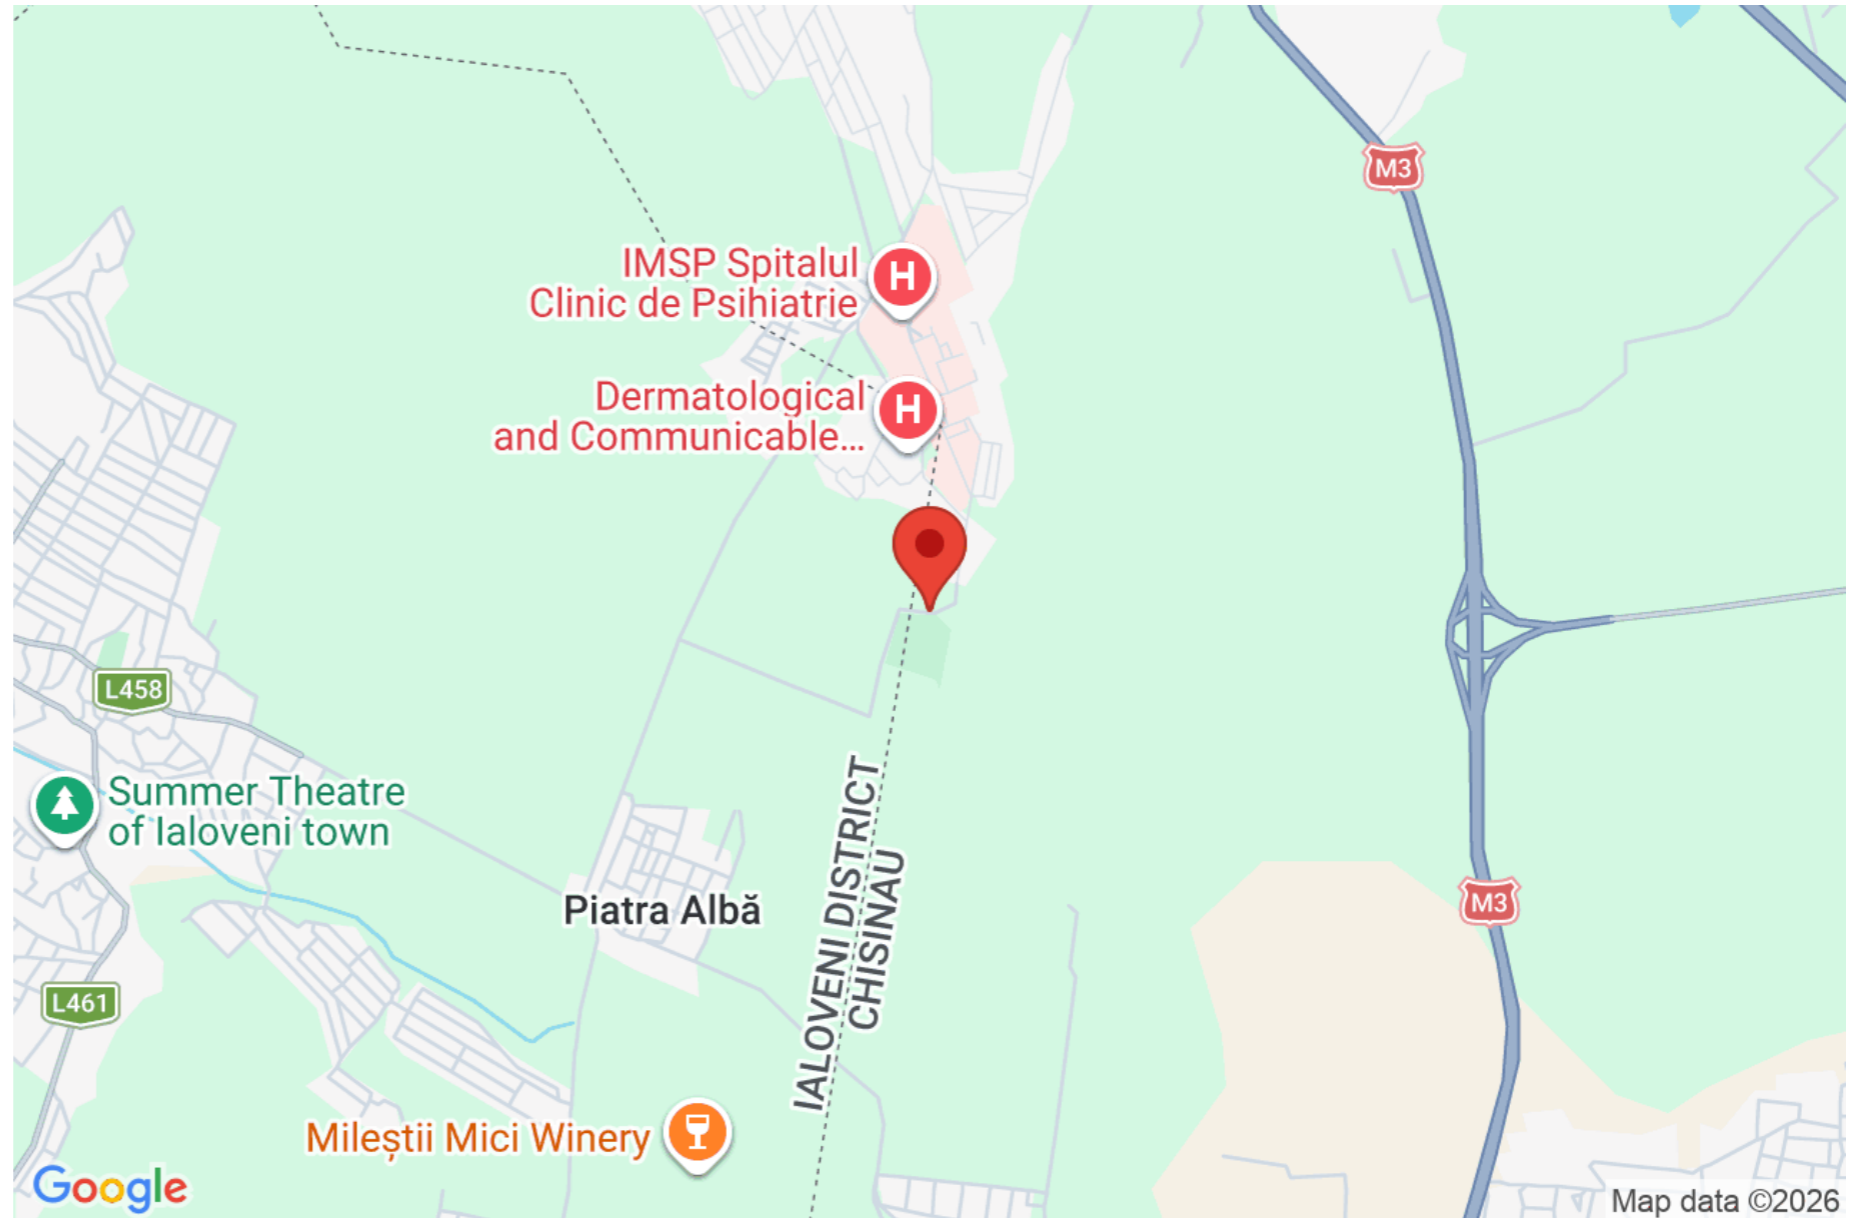 M3
IMSP Spitalul
Clinic de Psihiatrie
H
Dermatological
and Communicable...
H
L458
Summer Theatre
of Ialoveni town
IALOVENI DISTRICT
CHISINAU
Piatra Albă
M3
L461
Mileștii Mici Winery
Google
Map data ©2026